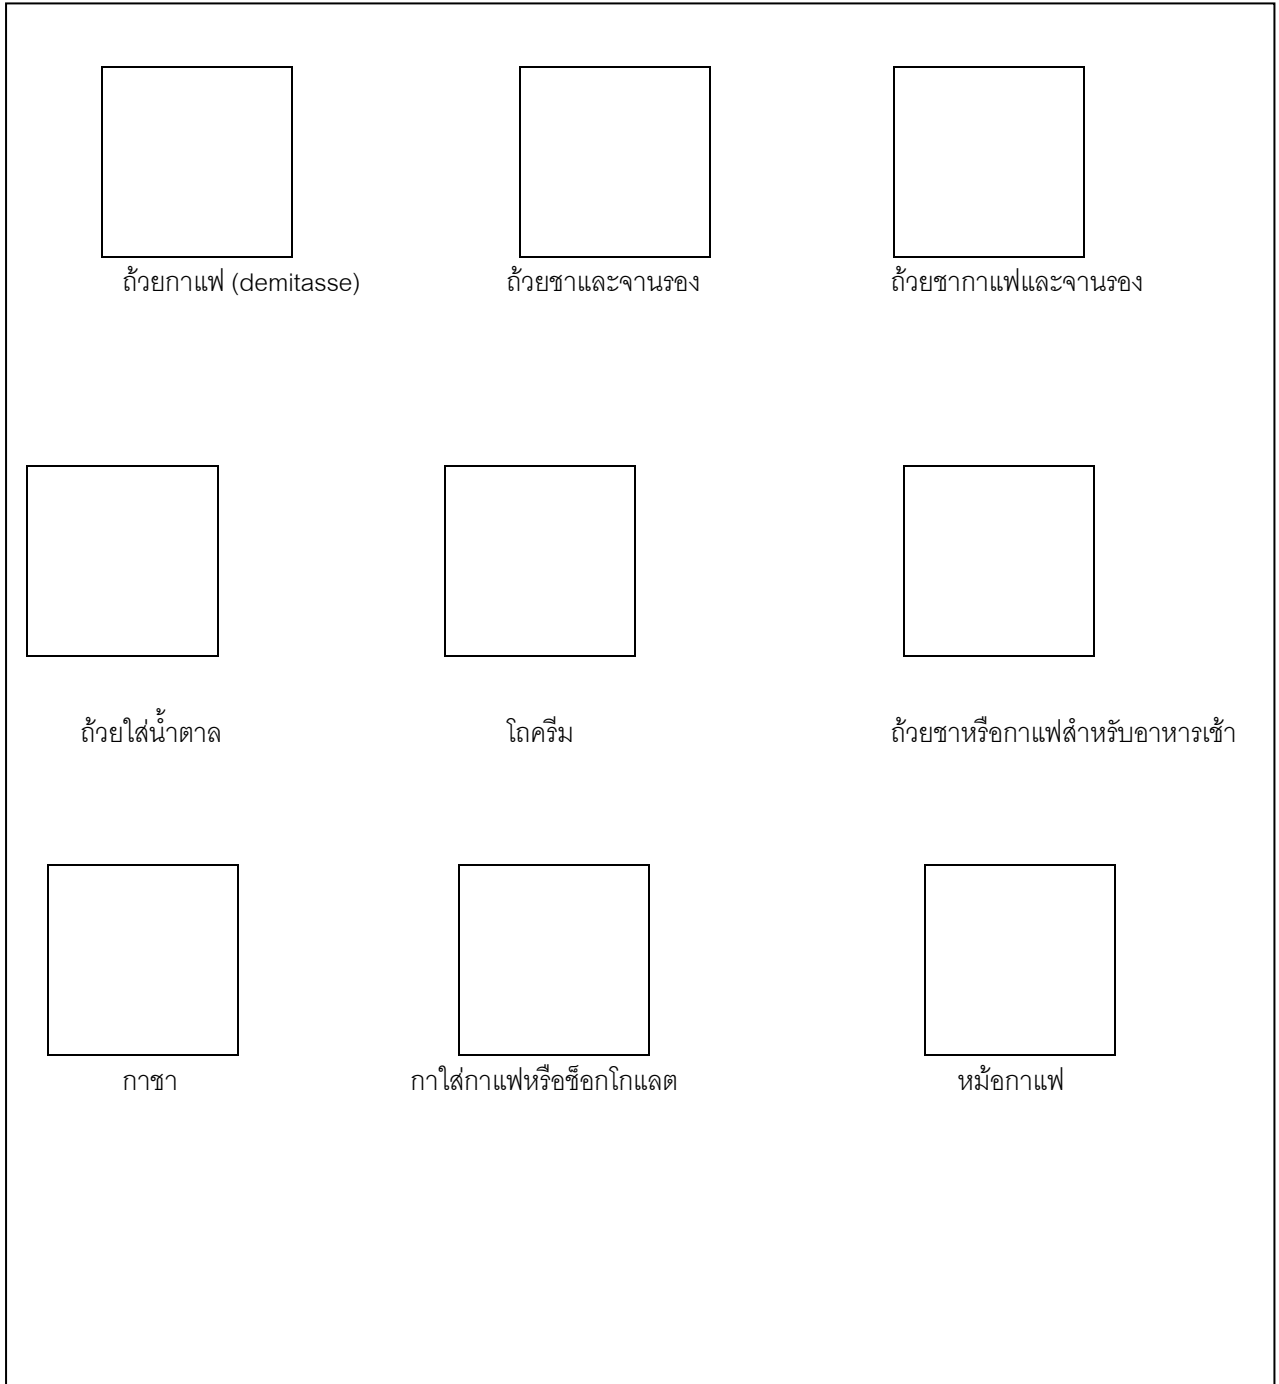 ถ้วยกาแฟ (demitasse) ถ้วยชาและจานรอง ถ้วยชากาแฟและจานรอง
ถ้วยใส่น้ำตาล โถครีม ถ้วยชาหรือกาแฟสำหรับอาหารเช้า
กาชา กาใส่กาแฟหรือช็อกโกแลต หม้อกาแฟ